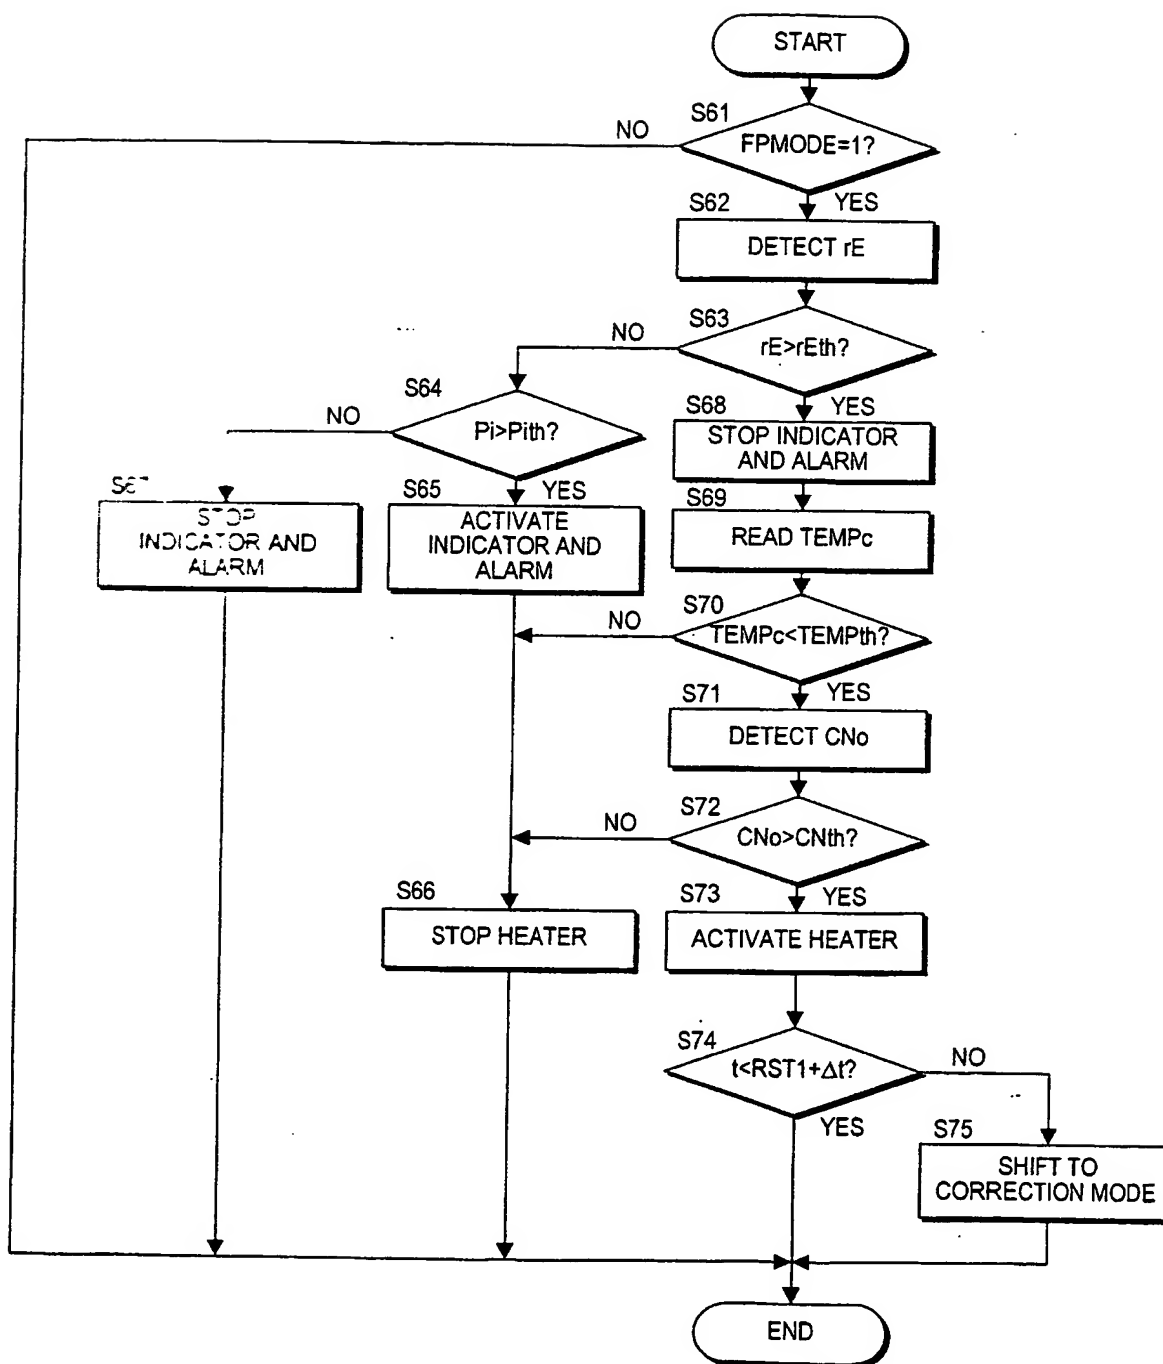 START
S61
NO
FPMODE=1?
YES
S62
DETECT rE
S63
NO
rE>rEth?
YES
S64
NO
Pi>Pith?
YES
S68
STOP INDICATOR
AND ALARM
S67
STOP
INDICATOR AND
ALARM
S65
ACTIVATE
INDICATOR AND
ALARM
S69
READ TEMPc
S70
NO
TEMPc<TEMPth?
YES
S71
DETECT CNo
S72
NO
CNo>CNth?
YES
S66
STOP HEATER
S73
ACTIVATE HEATER
S74
t<RST1+Δt?
NO
YES
S75
SHIFT TO
CORRECTION MODE
END